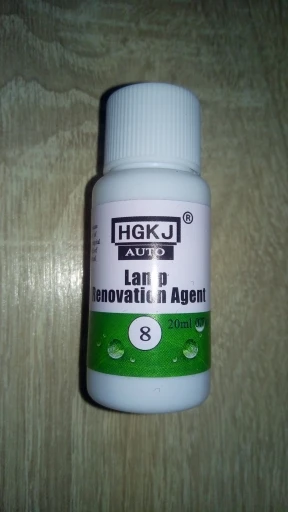 HGKJ ®
AUTO
Lamp
Renovation Agent
8
20ml